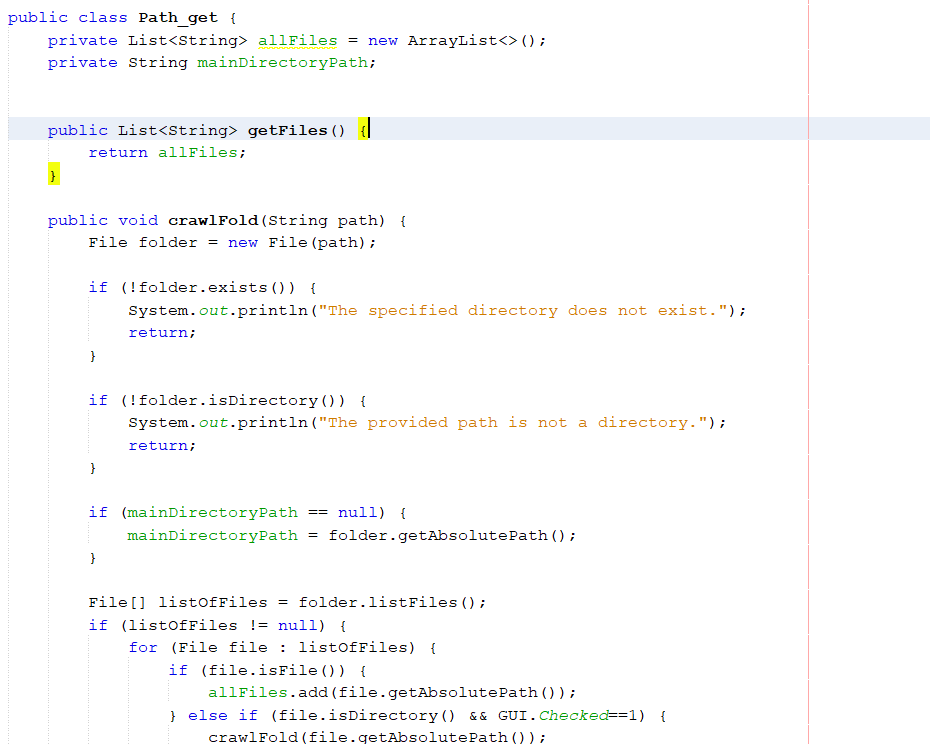 public class Path_get {
    private List<String> allFiles = new ArrayList<>();
    private String mainDirectoryPath;
    public List<String> getFiles() {
        return allFiles;
    }
    public void crawlFold(String path) {
        File folder = new File(path);
        if (!folder.exists()) {
            System.out.println("The specified directory does not exist.");
            return;
        }
        if (!folder.isDirectory()) {
            System.out.println("The provided path is not a directory.");
            return;
        }
        if (mainDirectoryPath == null) {
            mainDirectoryPath = folder.getAbsolutePath();
        }
        File[] listOfFiles = folder.listFiles();
        if (listOfFiles != null) {
            for (File file : listOfFiles) {
                if (file.isFile()) {
                    allFiles.add(file.getAbsolutePath());
                } else if (file.isDirectory() && GUI.Checked==1) {
                    crawlFold(file.getAbsolutePath());